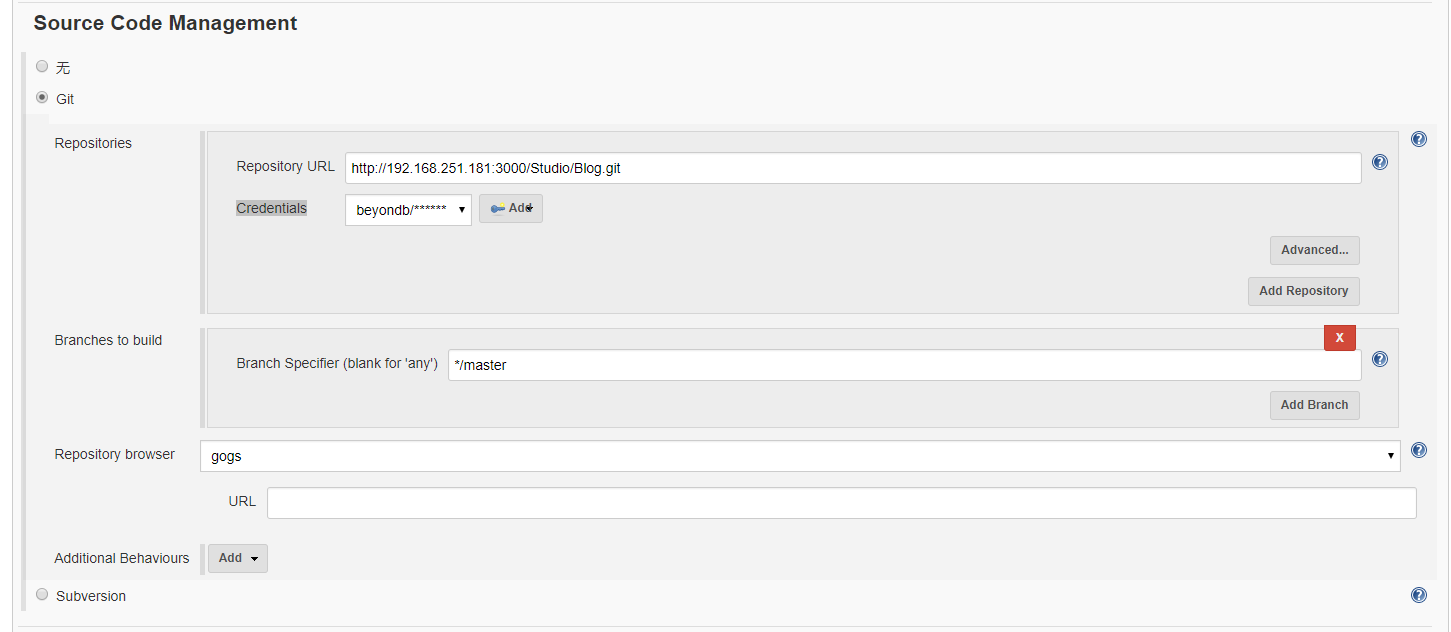 Source Code Management
无
Git
Repositories
Repository URL http://192.168.251.181:3000/Studio/Blog.git
Credentials beyondb/****** Add
Advanced...
Add Repository
Branches to build
X
Branch Specifier (blank for 'any') */master
Add Branch
Repository browser gogs
URL
Additional Behaviours Add
Subversion